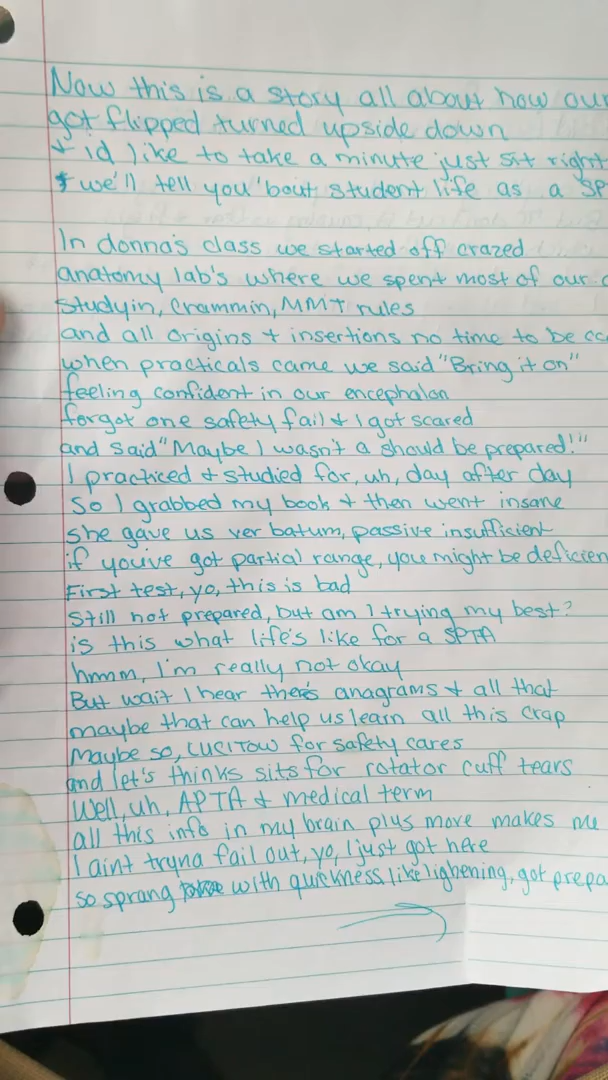 Now this is a story all about how our
got flipped turned upside down
+ id like to take a minute just sit right
+ we'll tell you 'bout student life as a SP
In donna's class we started off crazed
anatomy lab's where we spent most of our
studyin, crammin, MMT rules
and all origins + insertions no time to be co
when practicals came we said "Bring it on"
feeling confident in our encephalon
forgot one safety fail + I got scared
and said "Maybe I wasn't a should be prepared!"
I practiced + studied for, uh, day after day
So I grabbed my book + then went insane
she gave us ver batum, passive insufficient
if youve got partial range, you might be deficien
First test, yo, this is bad
still not prepared, but am I trying my best?
is this what life's like for a SPTA
hmm, I'm really not okay
But wait I hear there's anagrams + all that
maybe that can help us learn all this crap
Maybe so, LUCITOW for safety cares
and let's thinks sits for rotator cuff tears
Well, uh, APTA + medical term
all this info in my brain plus move makes me
I aint tryna fail out, yo, I just got here
so sprang with quickness like lighening, got prepa